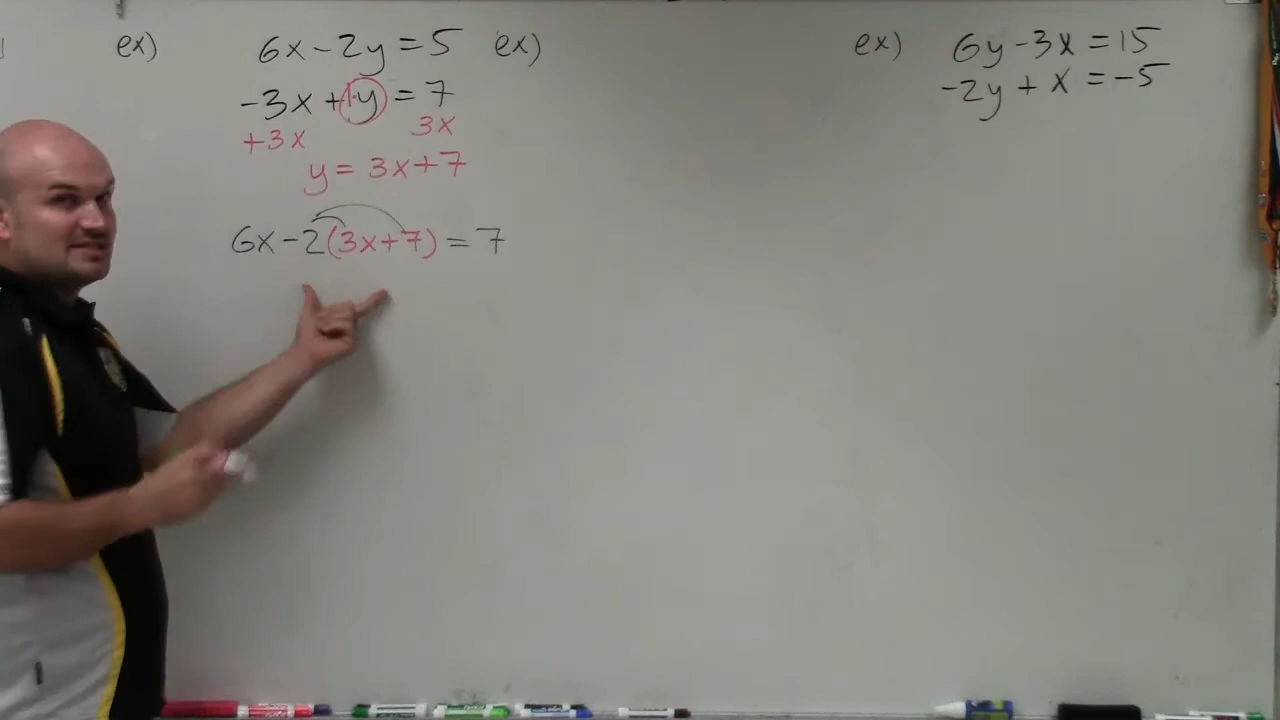 ex) 6x-2y=5
-3x+1y=7
+3x 3x
y=3x+7
6x-2(3x+7)=7
ex)
ex) 6y-3x=15
-2y+x=-5